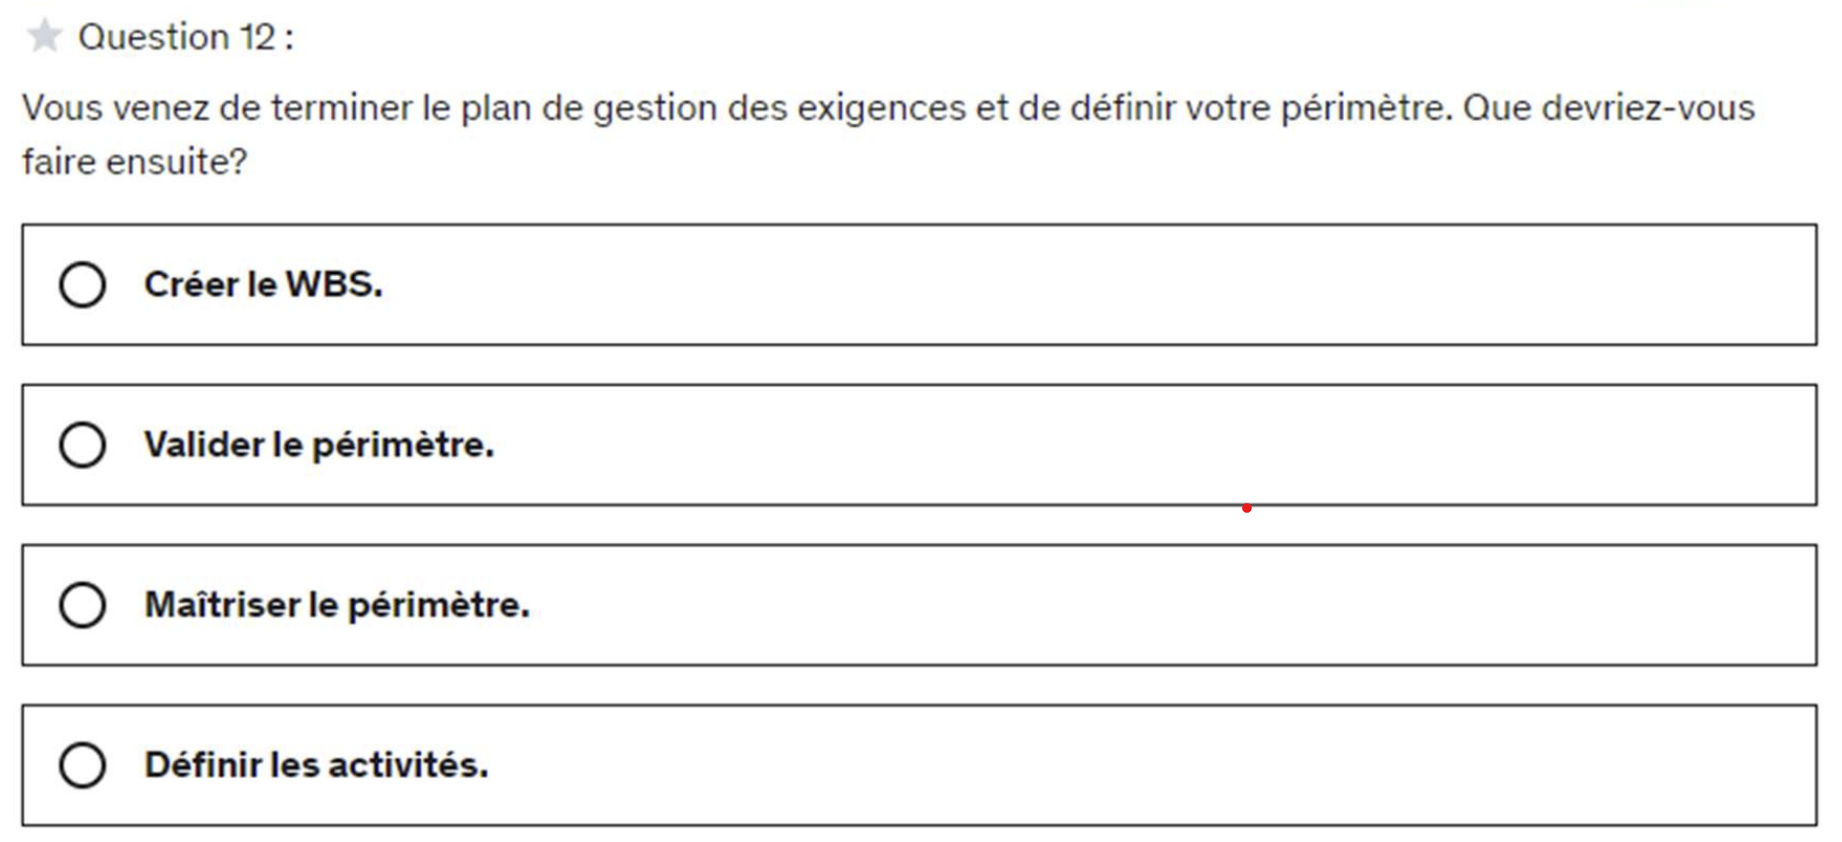 Question 12 :
Vous venez de terminer le plan de gestion des exigences et de définir votre périmètre. Que devriez-vous
faire ensuite?
Créer le WBS.
Valider le périmètre.
Maîtriser le périmètre.
Définir les activités.